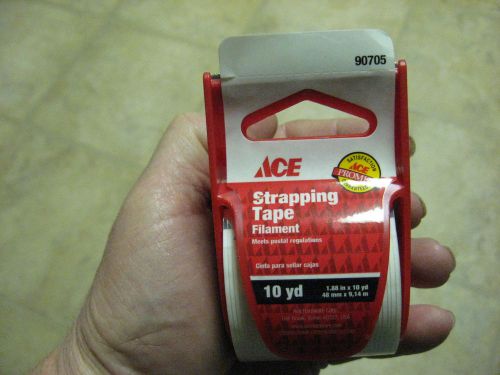 90705
ACE
SATISFACTION
PROMISE
GUARANTEED
Strapping
Tape
Filament
Meets postal regulations
Cinta para sellar cajas
10 yd
1.88 in x 10 yd
48 mm x 9,14 m